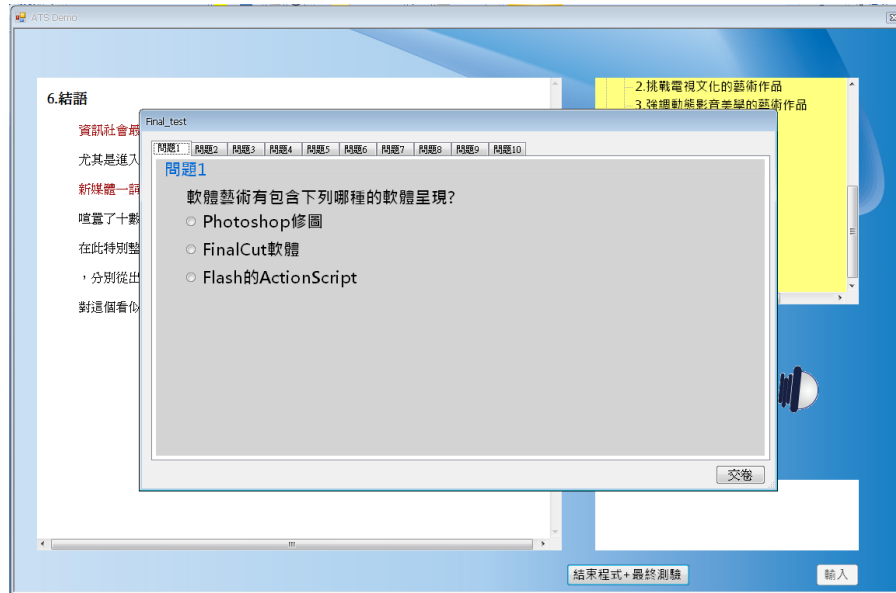 ATS Demo
6.結語
資訊社會最
尤其是進入
新媒體一詞
喧囂了十數
在此特別整
，分別從出
對這個看似
2.挑戰電視文化的藝術作品
3.強調動態影音美學的藝術作品
Final_test
問題1 問題2 問題3 問題4 問題5 問題6 問題7 問題8 問題9 問題10
問題1
軟體藝術有包含下列哪種的軟體呈現?
Photoshop修圖
FinalCut軟體
Flash的ActionScript
交卷
結束程式+最終測驗
輸入